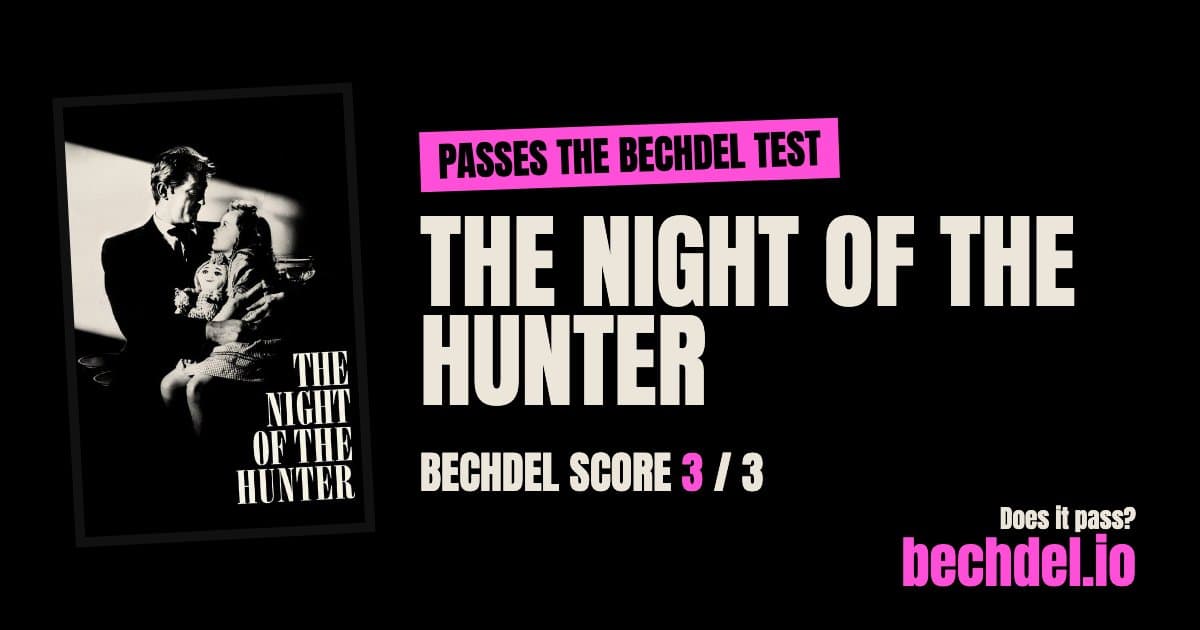 PASSES THE BECHDEL TEST
THE NIGHT OF THE
HUNTER
BECHDEL SCORE 3 / 3
THE
NIGHT
OF THE
HUNTER
Does it pass?
bechdel.io